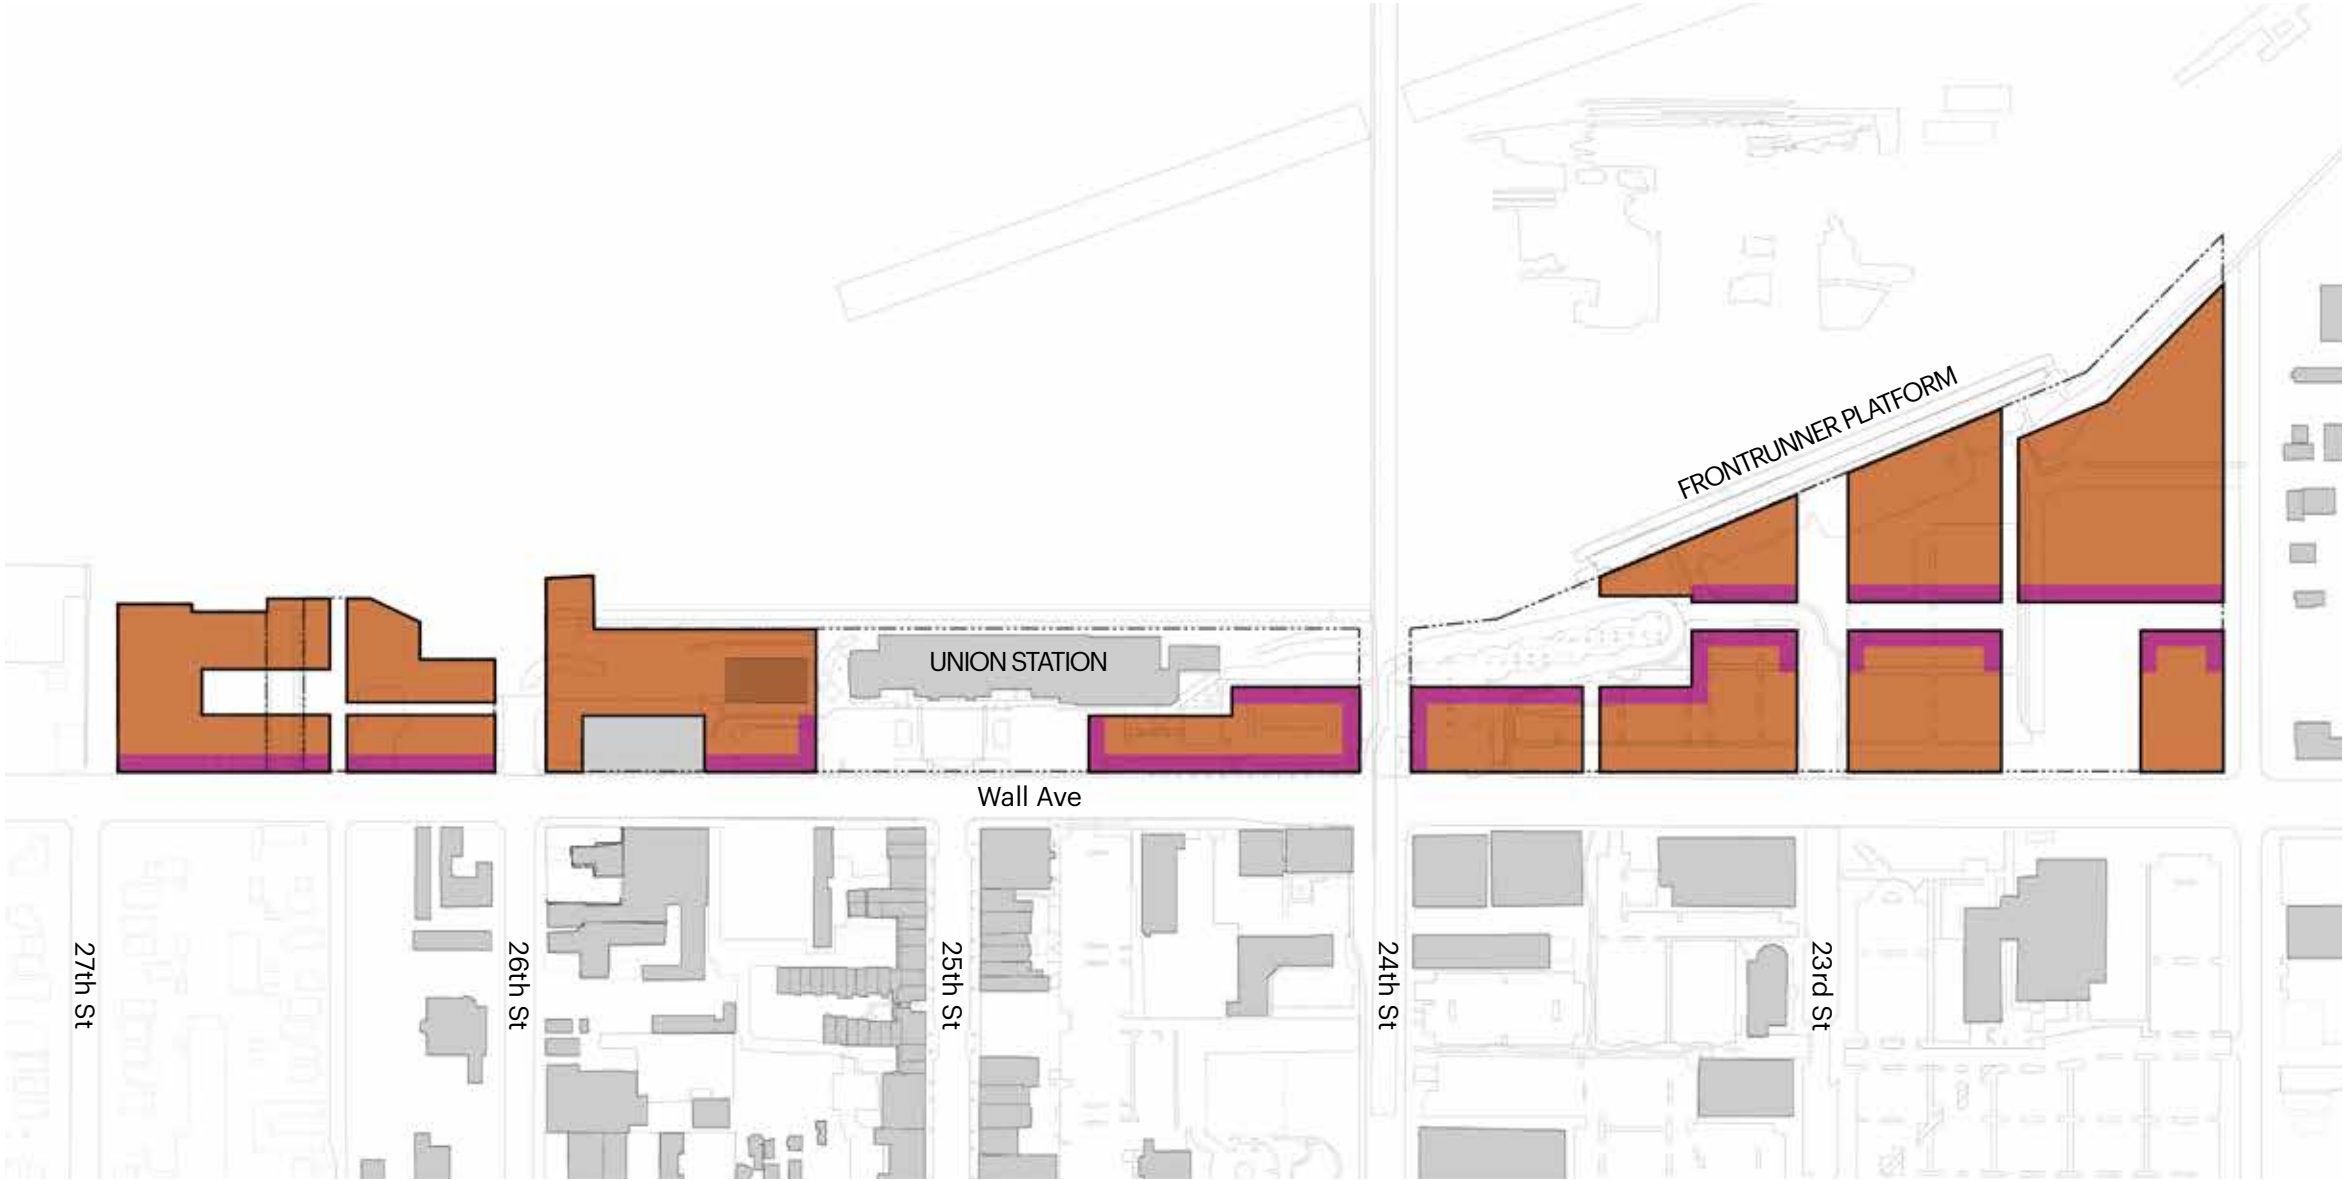 FRONTRUNNER PLATFORM
UNION STATION
Wall Ave
27th St
26th St
25th St
24th St
23rd St